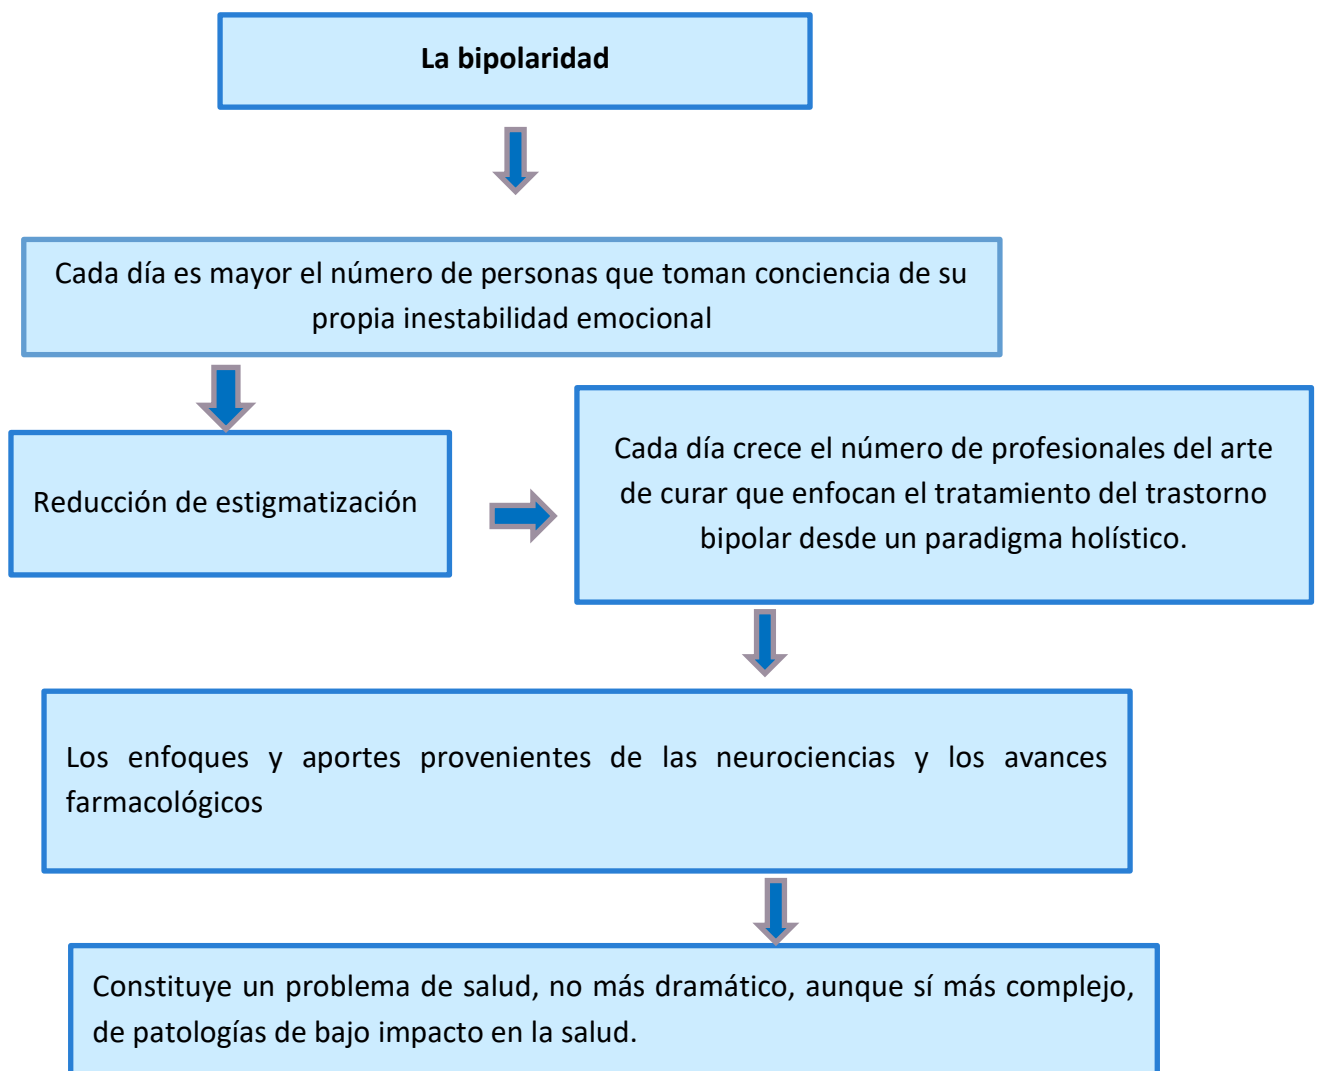 La bipolaridad
Cada día es mayor el número de personas que toman conciencia de su
propia inestabilidad emocional
Reducción de estigmatización
Cada día crece el número de profesionales del arte
de curar que enfocan el tratamiento del trastorno
bipolar desde un paradigma holístico.
Los enfoques y aportes provenientes de las neurociencias y los avances
farmacológicos
Constituye un problema de salud, no más dramático, aunque sí más complejo,
de patologías de bajo impacto en la salud.